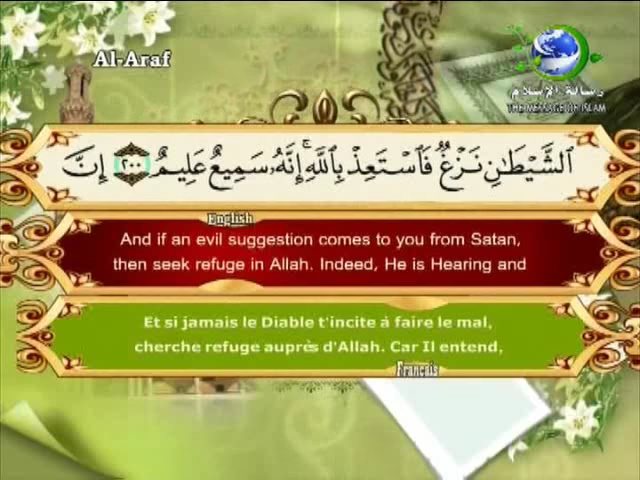 Al-Araf
رسالة الإسلام
THE MESSAGE OF ISLAM
ٱلشَّيْطَـٰنِ نَزْغٌ فَٱسْتَعِذْ بِٱللَّهِ ۚ إِنَّهُۥ سَمِيعٌ عَلِيمٌ ٢٠٠ إِنَّ
English
And if an evil suggestion comes to you from Satan,
then seek refuge in Allah. Indeed, He is Hearing and
Et si jamais le Diable t'incite à faire le mal,
cherche refuge auprès d'Allah. Car Il entend,
Français